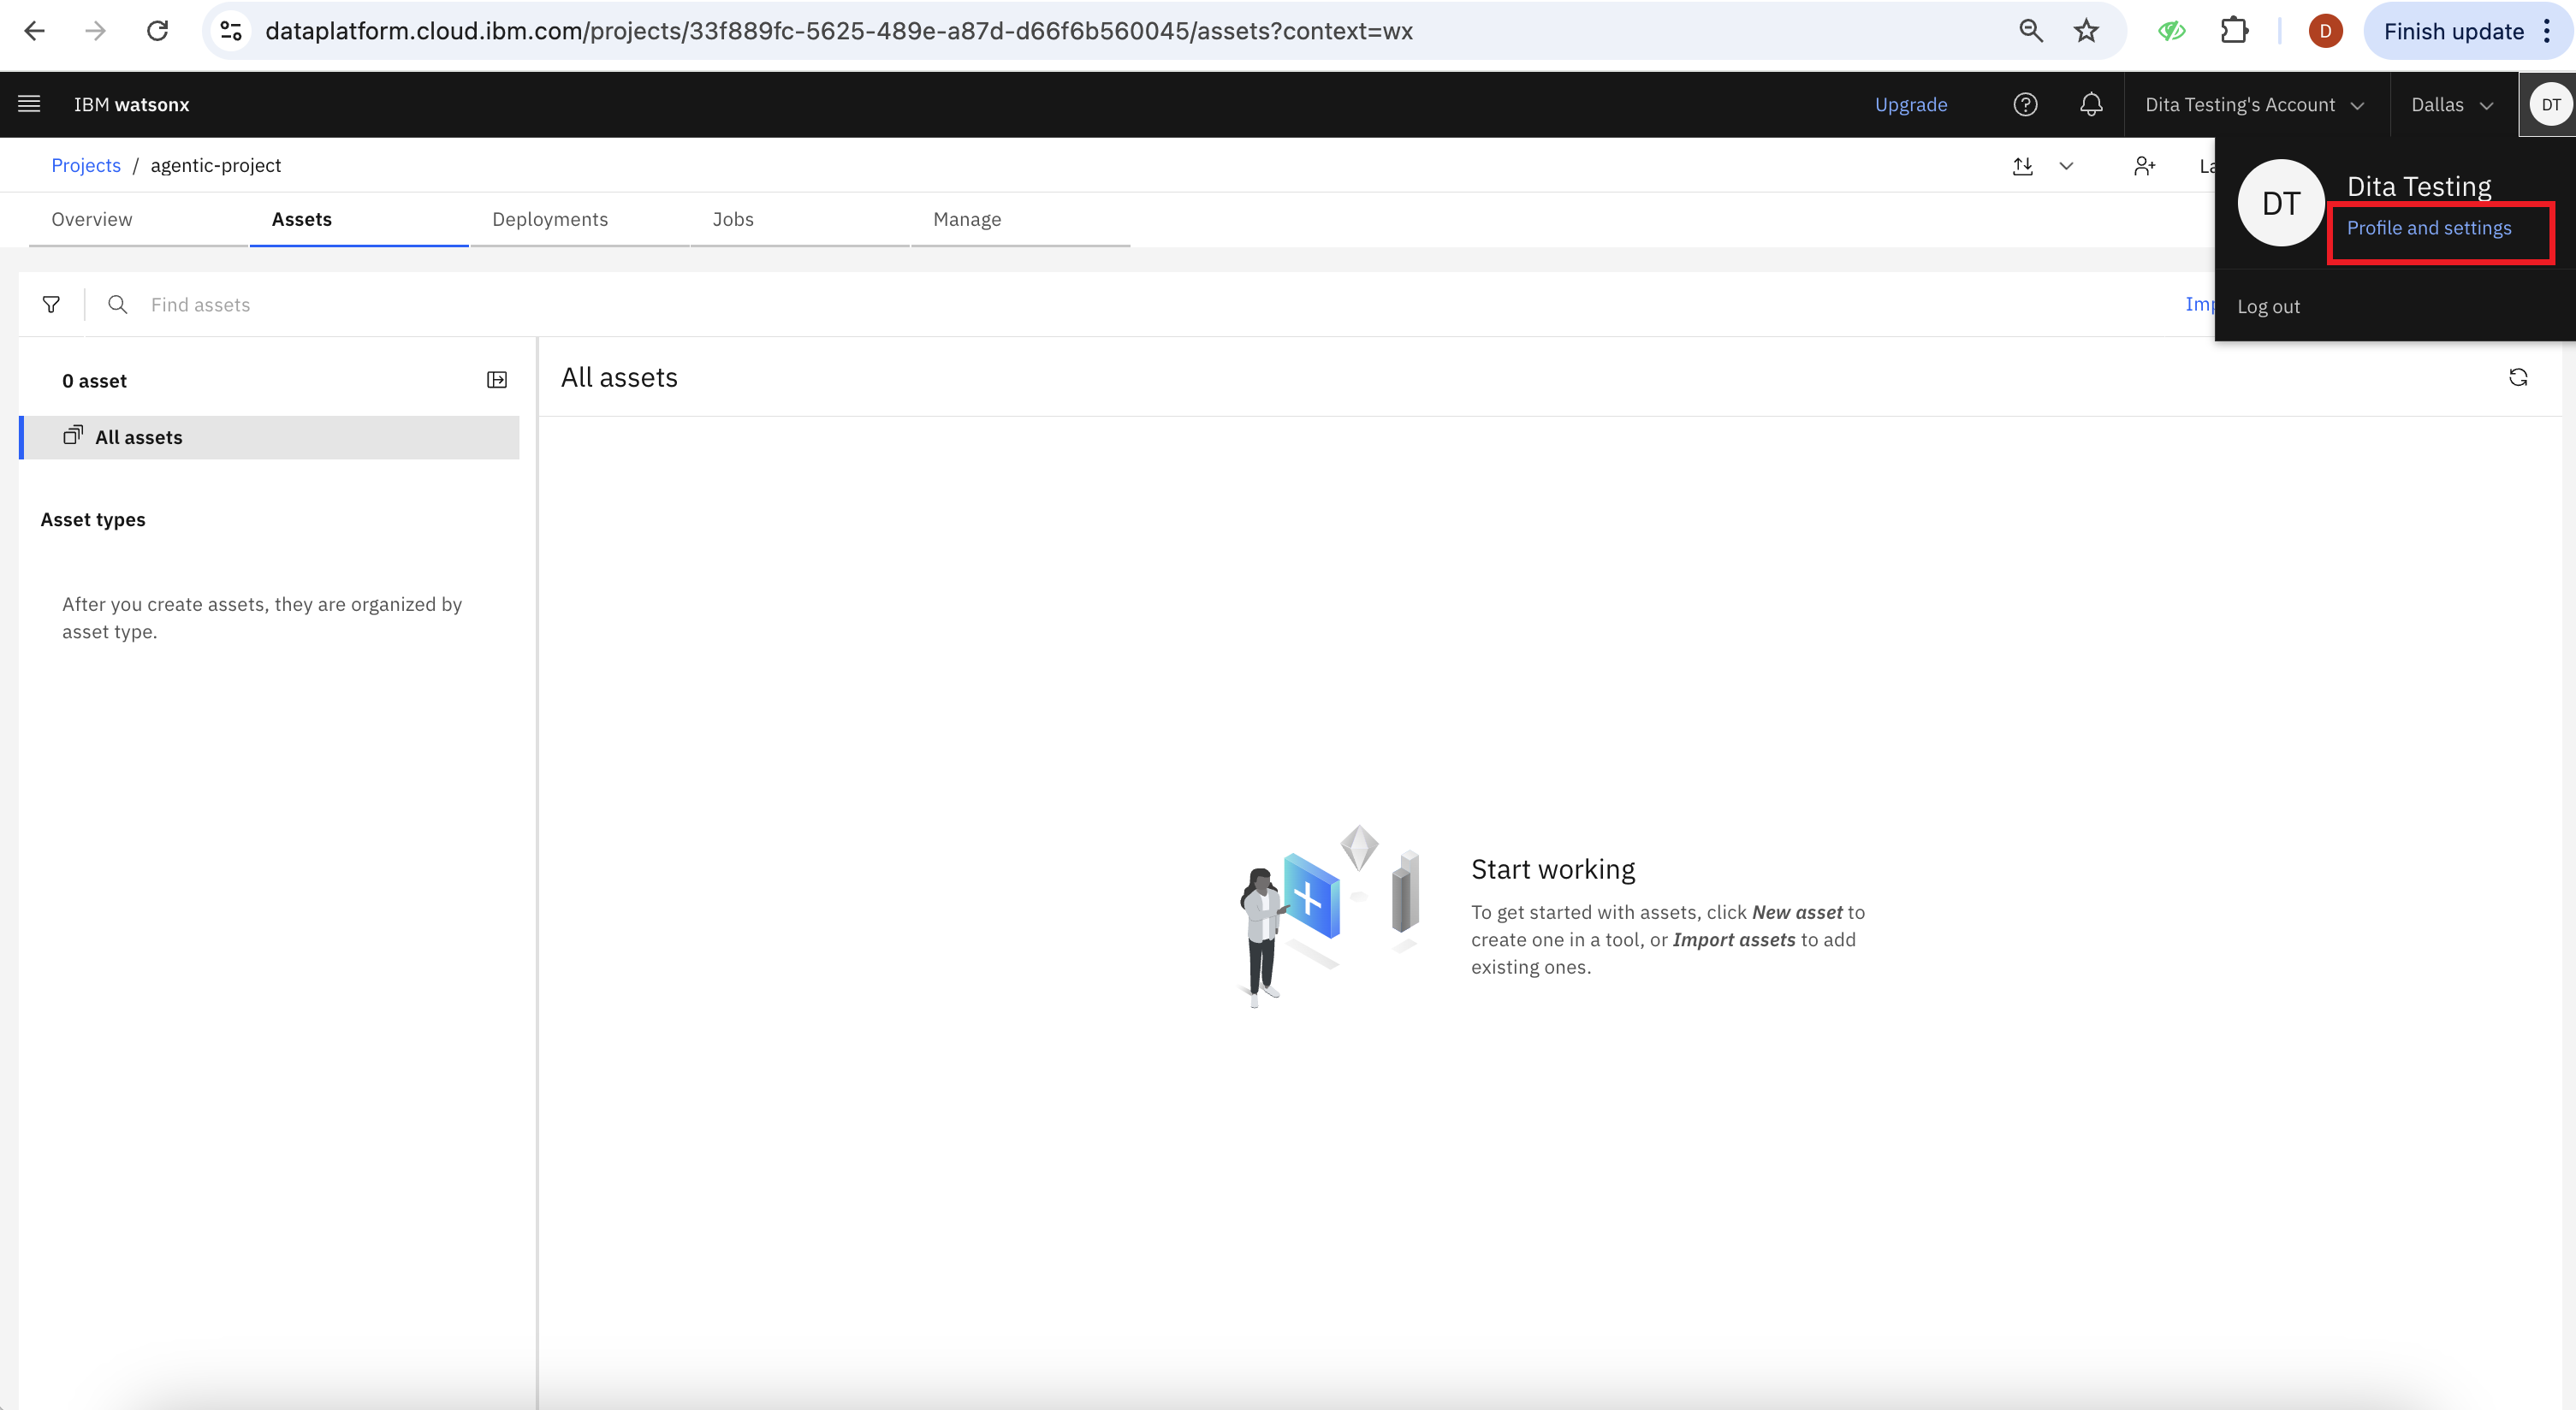 dataplatform.cloud.ibm.com/projects/33f889fc-5625-489e-a87d-d66f6b560045/assets?context=wx
D
Finish update
IBM watsonx
Upgrade
Dita Testing's Account
Dallas
DT
Projects / agentic-project
La
DT
Dita Testing
Profile and settings
Log out
Overview
Assets
Deployments
Jobs
Manage
Find assets
Imp
0 asset
All assets
All assets
Asset types
After you create assets, they are organized by
asset type.
Start working
To get started with assets, click New asset to
create one in a tool, or Import assets to add
existing ones.